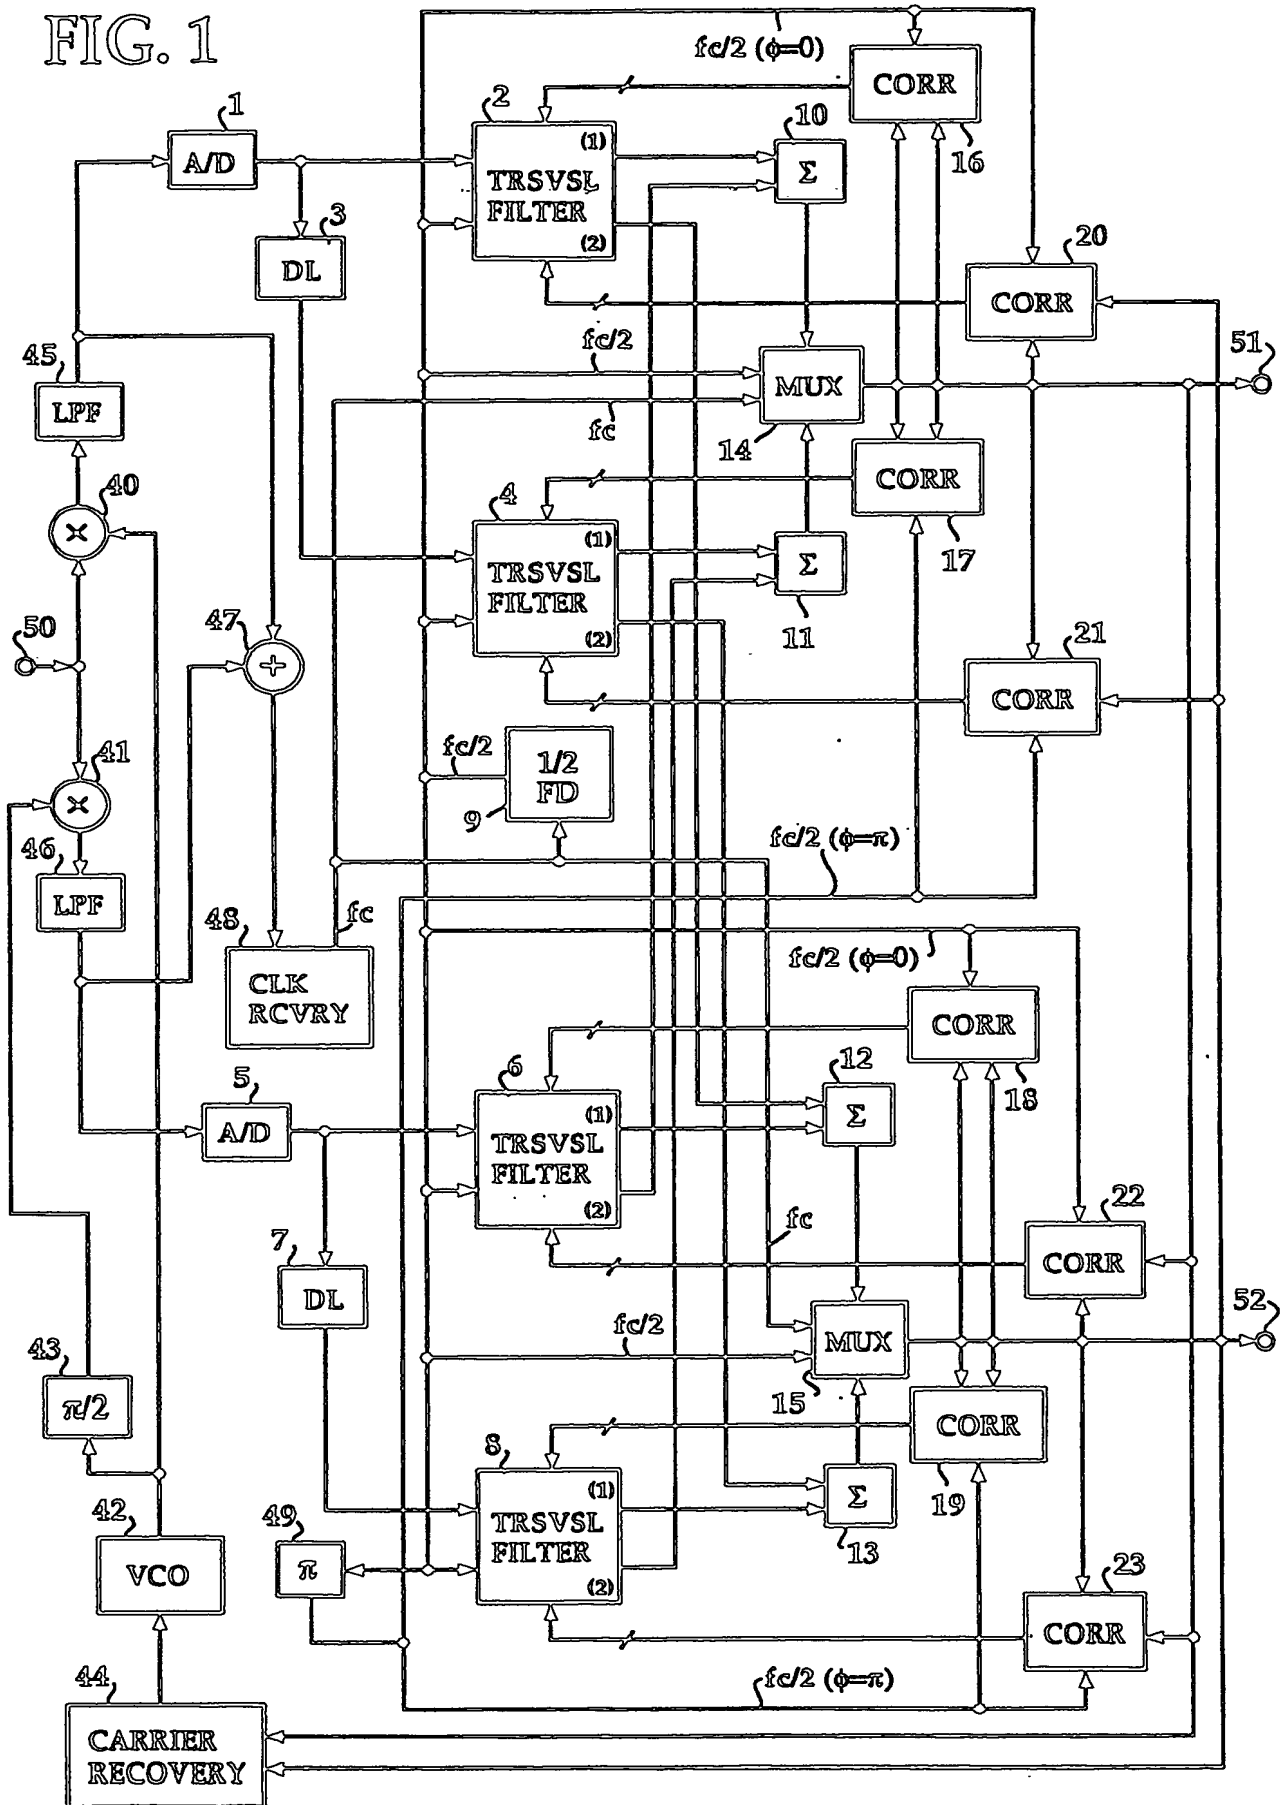 FIG. 1
fc/2 (ϕ=0)
CORR
16
1
A/D
2
(1)
TRSVSL
FILTER
(2)
10
Σ
3
DL
20
CORR
45
LPF
fc/2
fc
MUX
14
51
40
×
4
(1)
TRSVSL
FILTER
(2)
CORR
17
Σ
11
50
47
+
21
CORR
41
×
fc/2
1/2
FD
9
46
LPF
fc/2 (ϕ=π)
48
fc
CLK
RCVRY
fc/2 (ϕ=0)
CORR
18
5
A/D
6
(1)
TRSVSL
FILTER
(2)
12
Σ
7
DL
fc
22
CORR
43
π/2
fc/2
MUX
15
52
CORR
19
8
(1)
TRSVSL
FILTER
(2)
Σ
13
42
VCO
49
π
23
CORR
44
CARRIER
RECOVERY
fc/2 (ϕ=π)